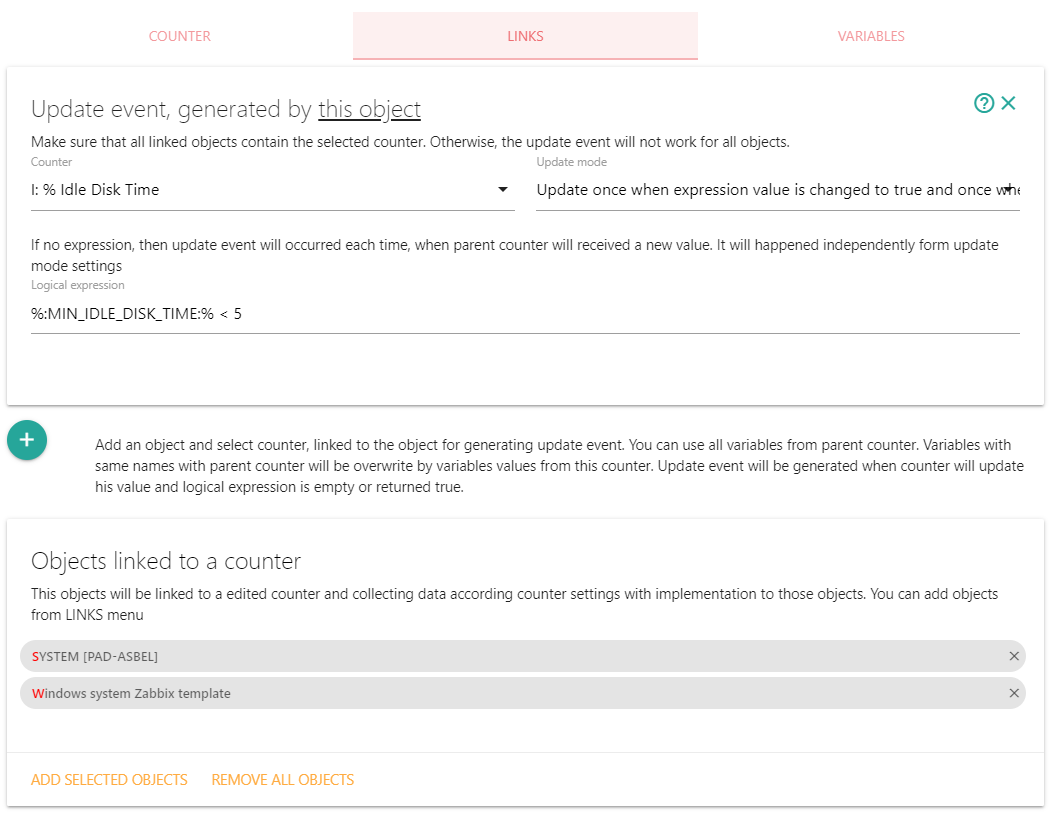 COUNTER
LINKS
VARIABLES
Update event, generated by this object
Make sure that all linked objects contain the selected counter. Otherwise, the update event will not work for all objects.
Counter
Update mode
I: % Idle Disk Time
Update once when expression value is changed to true and once whe
If no expression, then update event will occurred each time, when parent counter will received a new value. It will happened independently form update
mode settings
Logical expression
%:MIN_IDLE_DISK_TIME:% < 5
Add an object and select counter, linked to the object for generating update event. You can use all variables from parent counter. Variables with
same names with parent counter will be overwrite by variables values from this counter. Update event will be generated when counter will update
his value and logical expression is empty or returned true.
Objects linked to a counter
This objects will be linked to a edited counter and collecting data according counter settings with implementation to those objects. You can add objects
from LINKS menu
SYSTEM [PAD-ASBEL]
Windows system Zabbix template
ADD SELECTED OBJECTS
REMOVE ALL OBJECTS